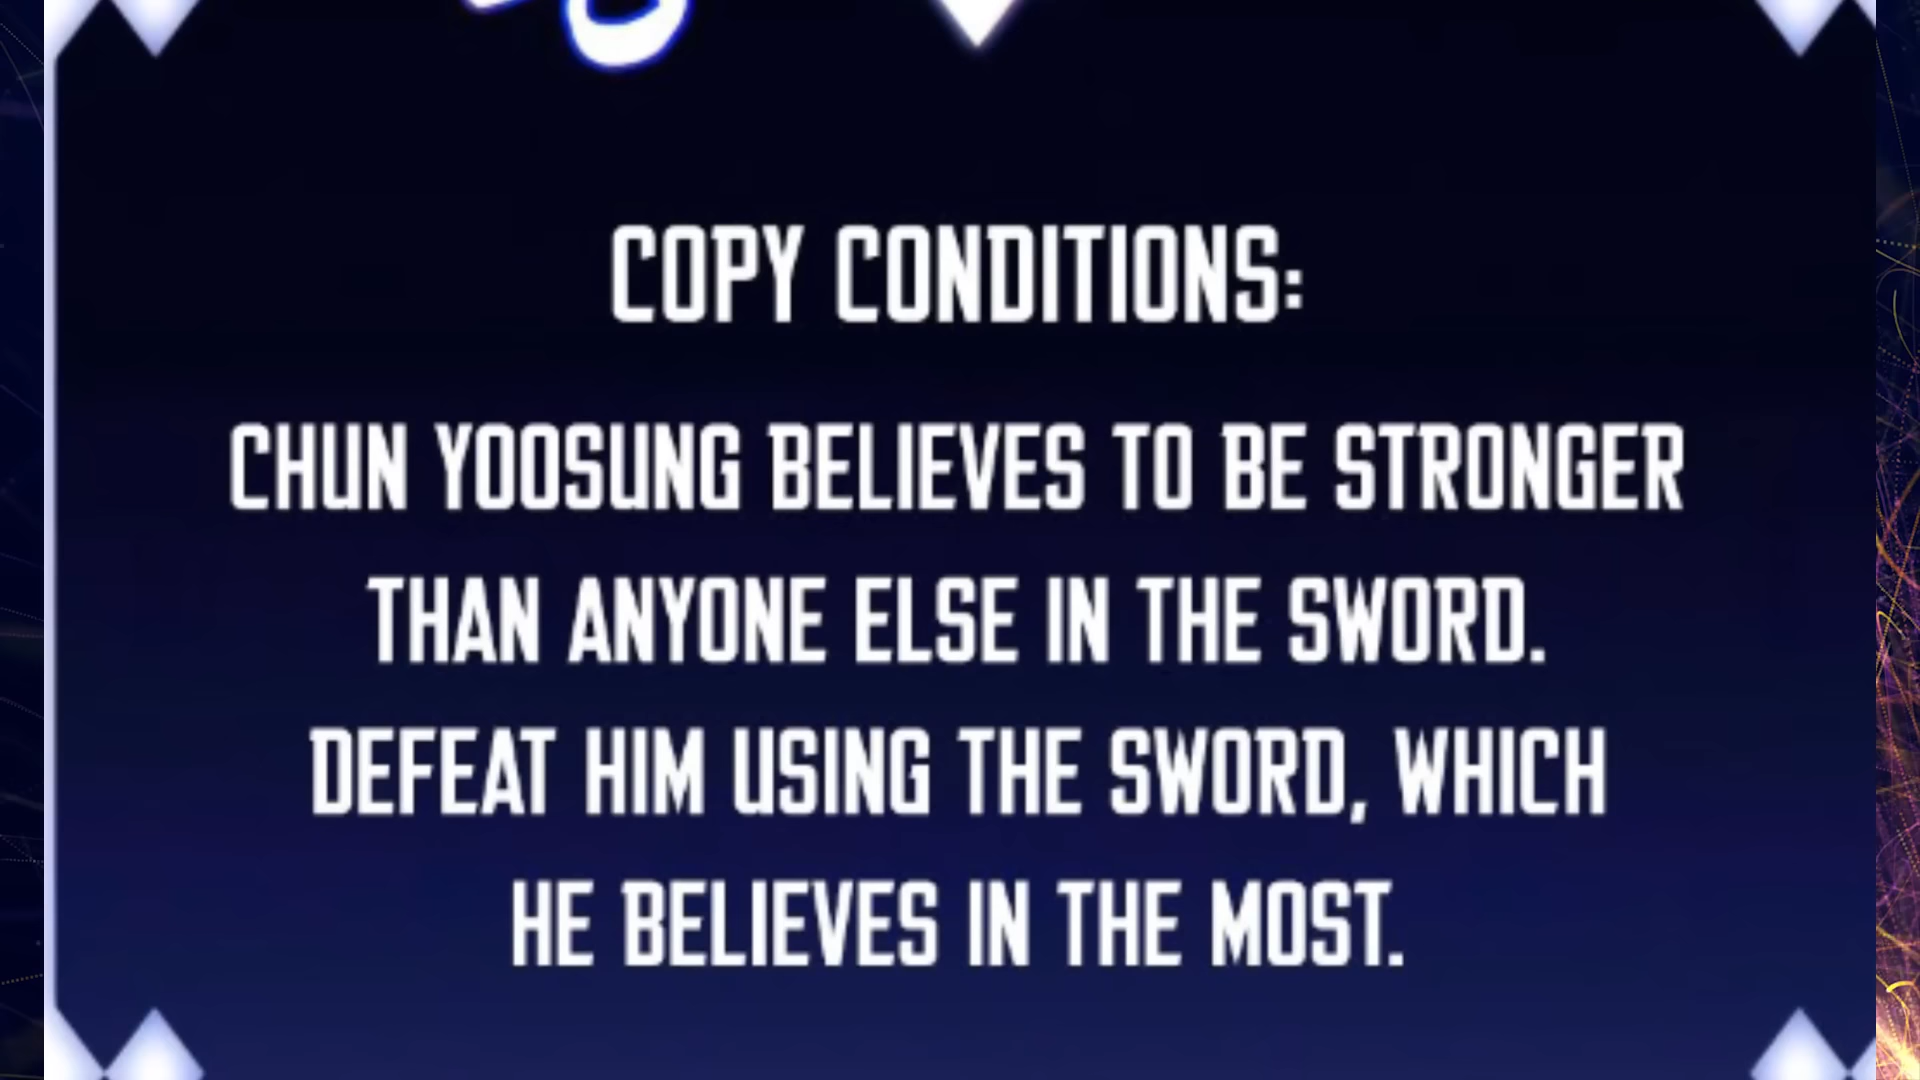 COPY CONDITIONS:
CHUN YOOSUNG BELIEVES TO BE STRONGER
THAN ANYONE ELSE IN THE SWORD.
DEFEAT HIM USING THE SWORD, WHICH
HE BELIEVES IN THE MOST.